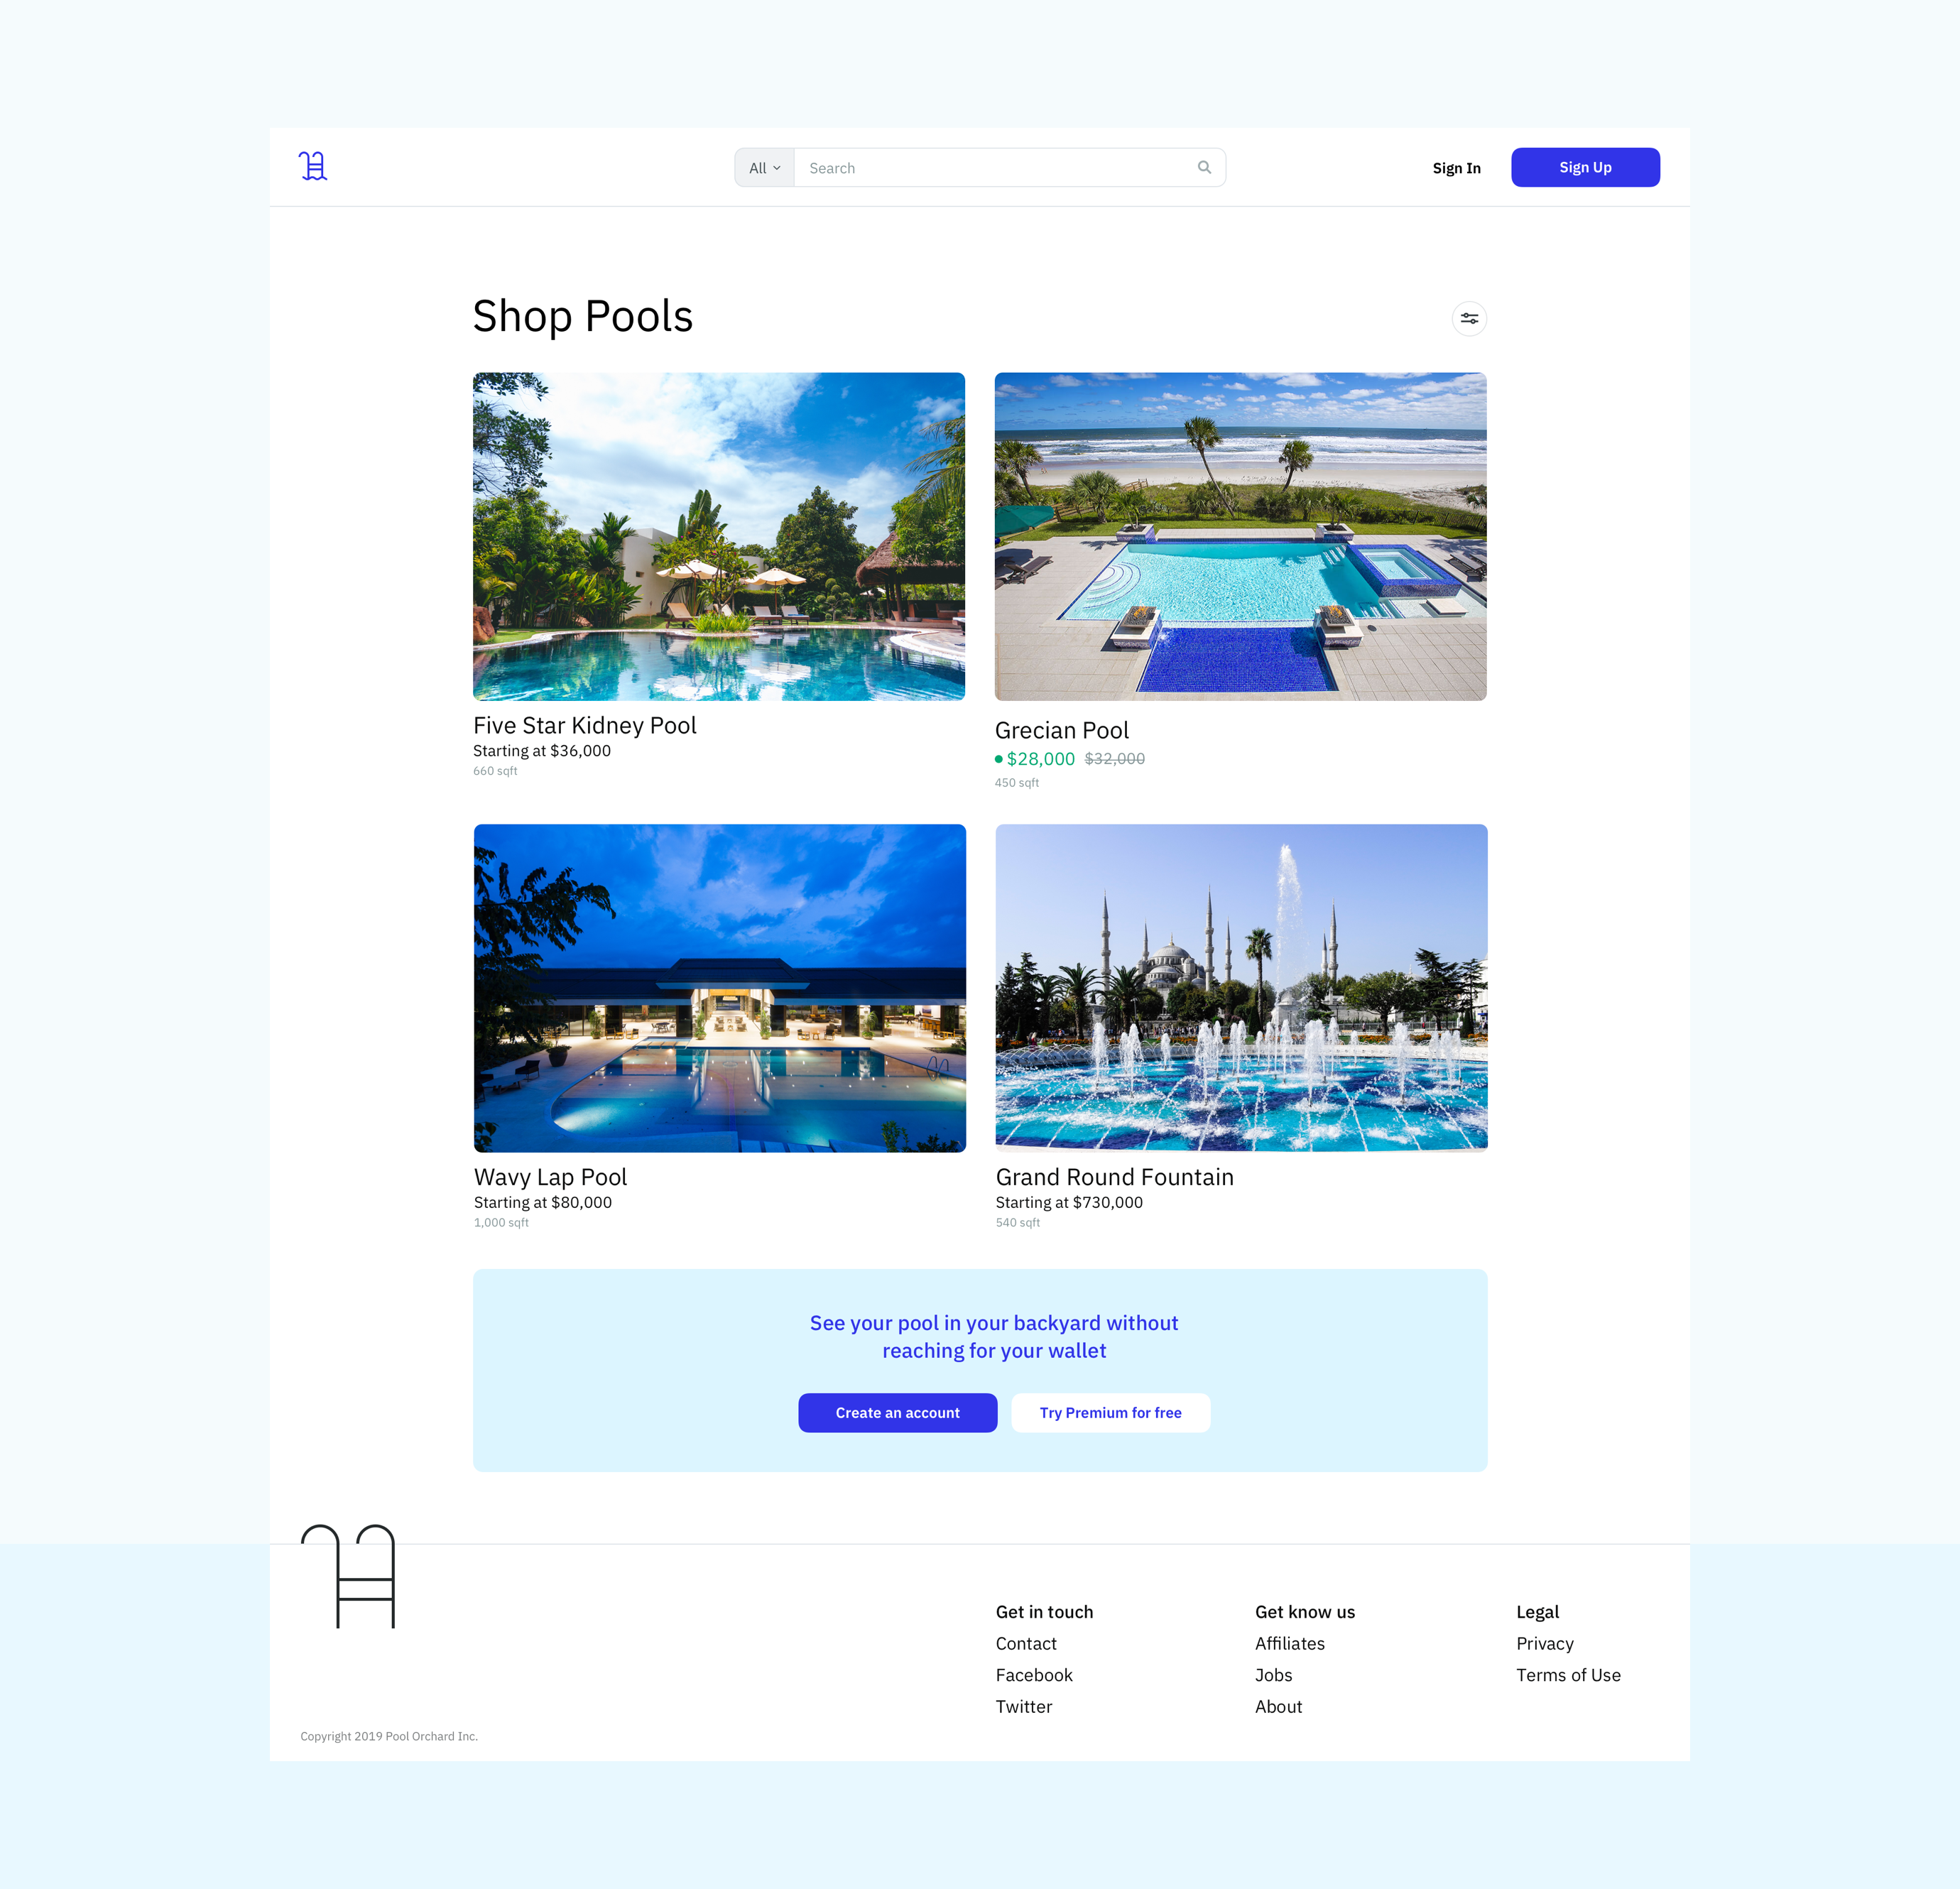 All
Search
Sign In
Sign Up
Shop Pools
Five Star Kidney Pool
Starting at $36,000
660 sqft
Grecian Pool
$28,000 $32,000
450 sqft
Wavy Lap Pool
Starting at $80,000
1,000 sqft
Grand Round Fountain
Starting at $730,000
540 sqft
See your pool in your backyard without
reaching for your wallet
Create an account
Try Premium for free
Get in touch
Contact
Facebook
Twitter
Get know us
Affiliates
Jobs
About
Legal
Privacy
Terms of Use
Copyright 2019 Pool Orchard Inc.